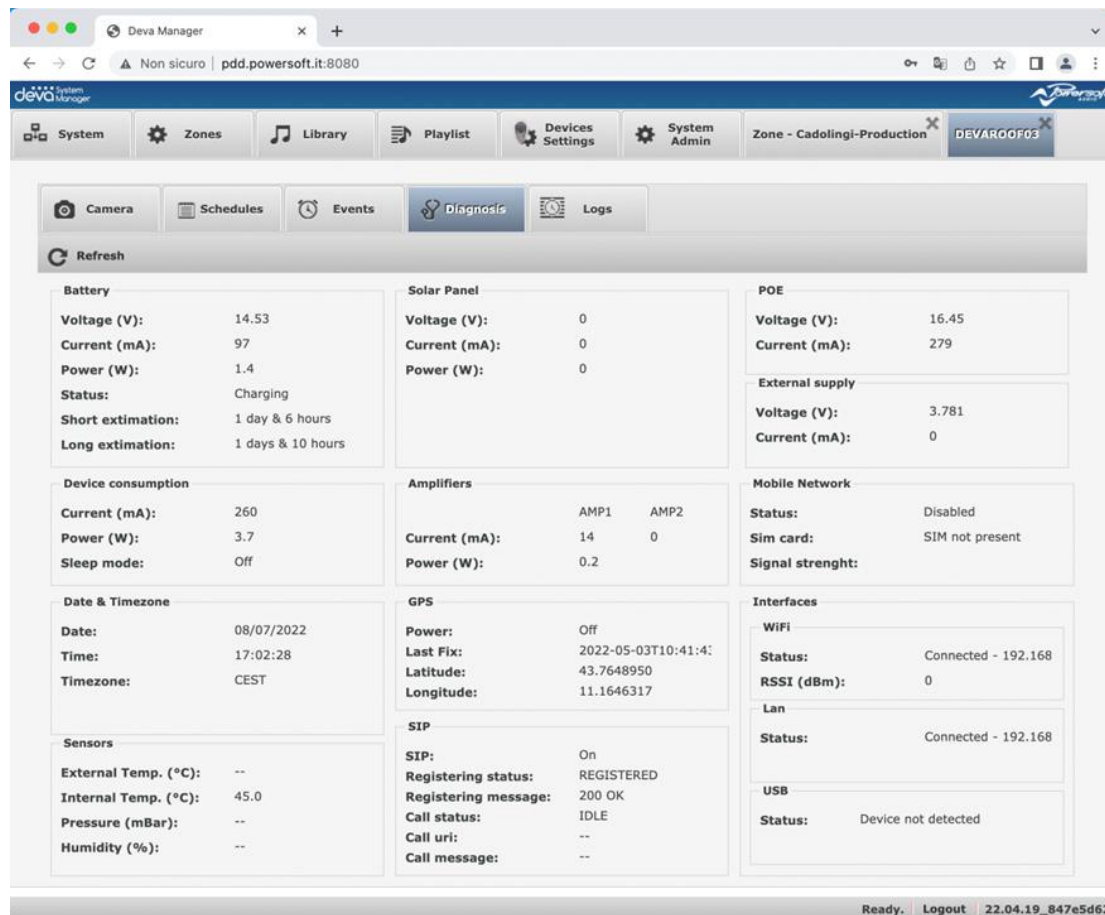 Deva Manager
Non sicuro | pdd.powersoft.it:8080
deva System Manager
Powersoft audio
System Zones Library Playlist Devices Settings System Admin Zone - Cadolingi-Production DEVAROOF03
Camera Schedules Events Diagnosis Logs
Refresh
Battery
Voltage (V): 14.53
Current (mA): 97
Power (W): 1.4
Status: Charging
Short extimation: 1 day & 6 hours
Long extimation: 1 days & 10 hours
Solar Panel
Voltage (V): 0
Current (mA): 0
Power (W): 0
POE
Voltage (V): 16.45
Current (mA): 279
External supply
Voltage (V): 3.781
Current (mA): 0
Device consumption
Current (mA): 260
Power (W): 3.7
Sleep mode: Off
Amplifiers
AMP1 AMP2
Current (mA): 14 0
Power (W): 0.2
Mobile Network
Status: Disabled
Sim card: SIM not present
Signal strenght:
Date & Timezone
Date: 08/07/2022
Time: 17:02:28
Timezone: CEST
GPS
Power: Off
Last Fix: 2022-05-03T10:41:43
Latitude: 43.7648950
Longitude: 11.1646317
Interfaces
WiFi
Status: Connected - 192.168
RSSI (dBm): 0
Lan
Status: Connected - 192.168
USB
Status: Device not detected
Sensors
External Temp. (°C): --
Internal Temp. (°C): 45.0
Pressure (mBar): --
Humidity (%): --
SIP
SIP: On
Registering status: REGISTERED
Registering message: 200 OK
Call status: IDLE
Call uri: --
Call message: --
Ready. Logout 22.04.19_847e5d62